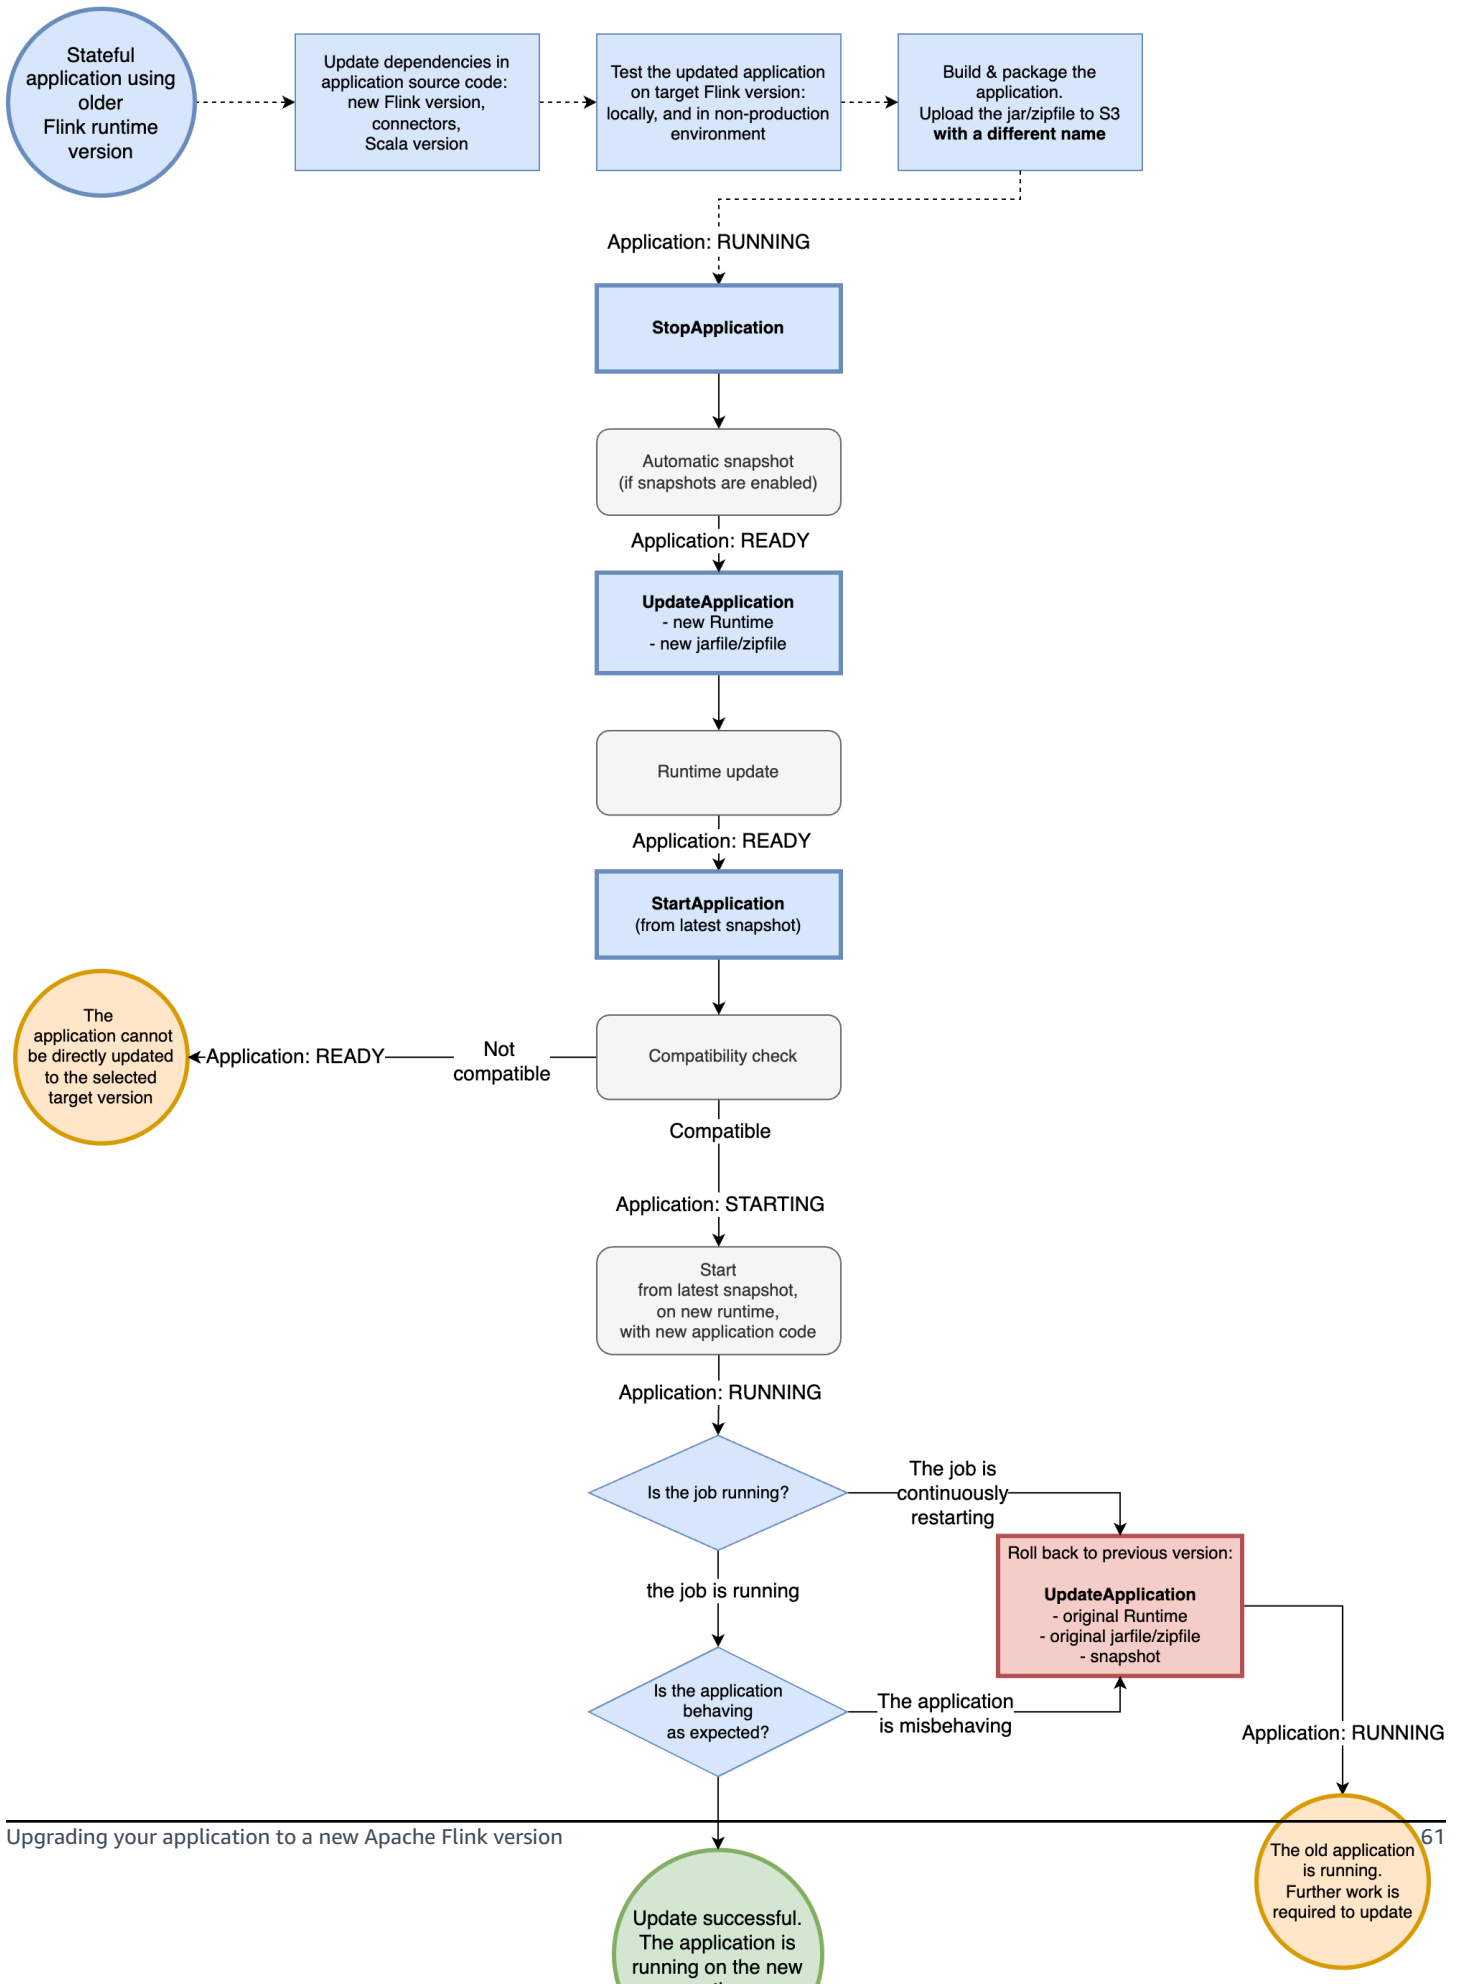 Stateful
application using
older
Flink runtime
version
Update dependencies in
application source code:
new Flink version,
connectors,
Scala version
Test the updated application
on target Flink version:
locally, and in non-production
environment
Build & package the
application.
Upload the jar/zipfile to S3
with a different name
Application: RUNNING
StopApplication
Automatic snapshot
(if snapshots are enabled)
Application: READY
UpdateApplication
- new Runtime
- new jarfile/zipfile
Runtime update
Application: READY
StartApplication
(from latest snapshot)
Compatibility check
Not
compatible
Application: READY
The
application cannot
be directly updated
to the selected
target version
Compatible
Application: STARTING
Start
from latest snapshot,
on new runtime,
with new application code
Application: RUNNING
Is the job running?
The job is
continuously
restarting
Roll back to previous version:
UpdateApplication
- original Runtime
- original jarfile/zipfile
- snapshot
the job is running
Is the application
behaving
as expected?
The application
is misbehaving
Application: RUNNING
Upgrading your application to a new Apache Flink version
61
The old application
is running.
Further work is
required to update
Update successful.
The application is
running on the new